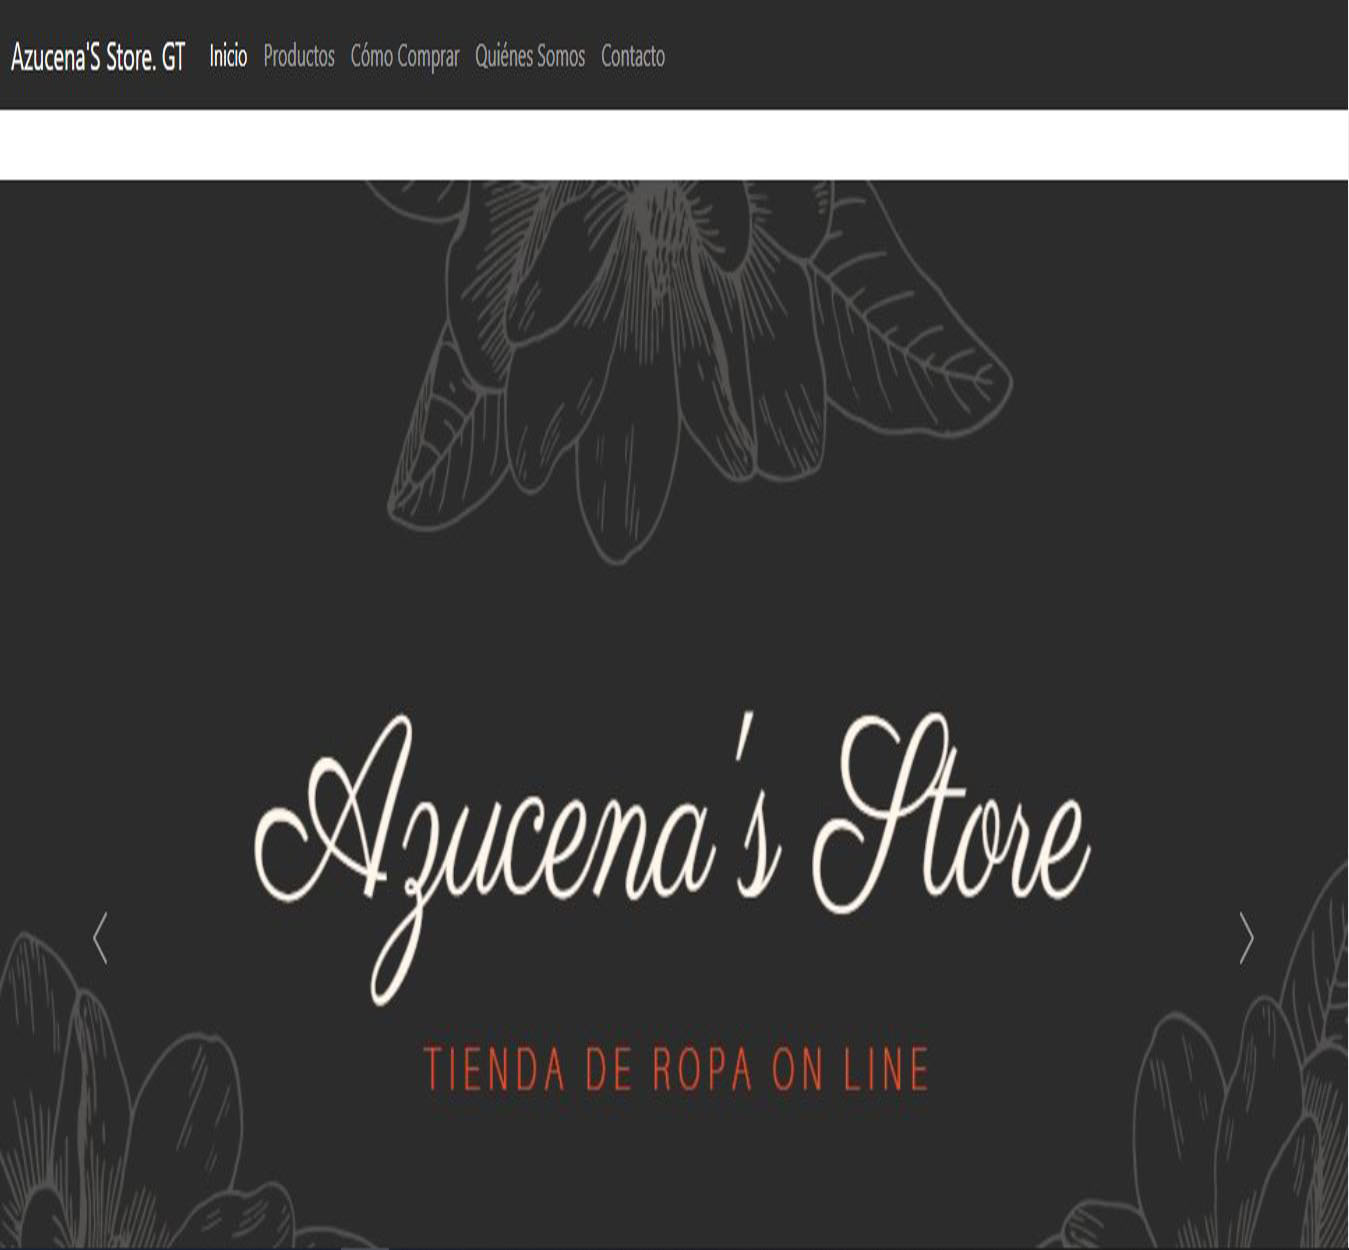 Azucena'S Store. GT Inicio Productos Cómo Comprar Quiénes Somos Contacto
Azucena's Store
TIENDA DE ROPA ON LINE